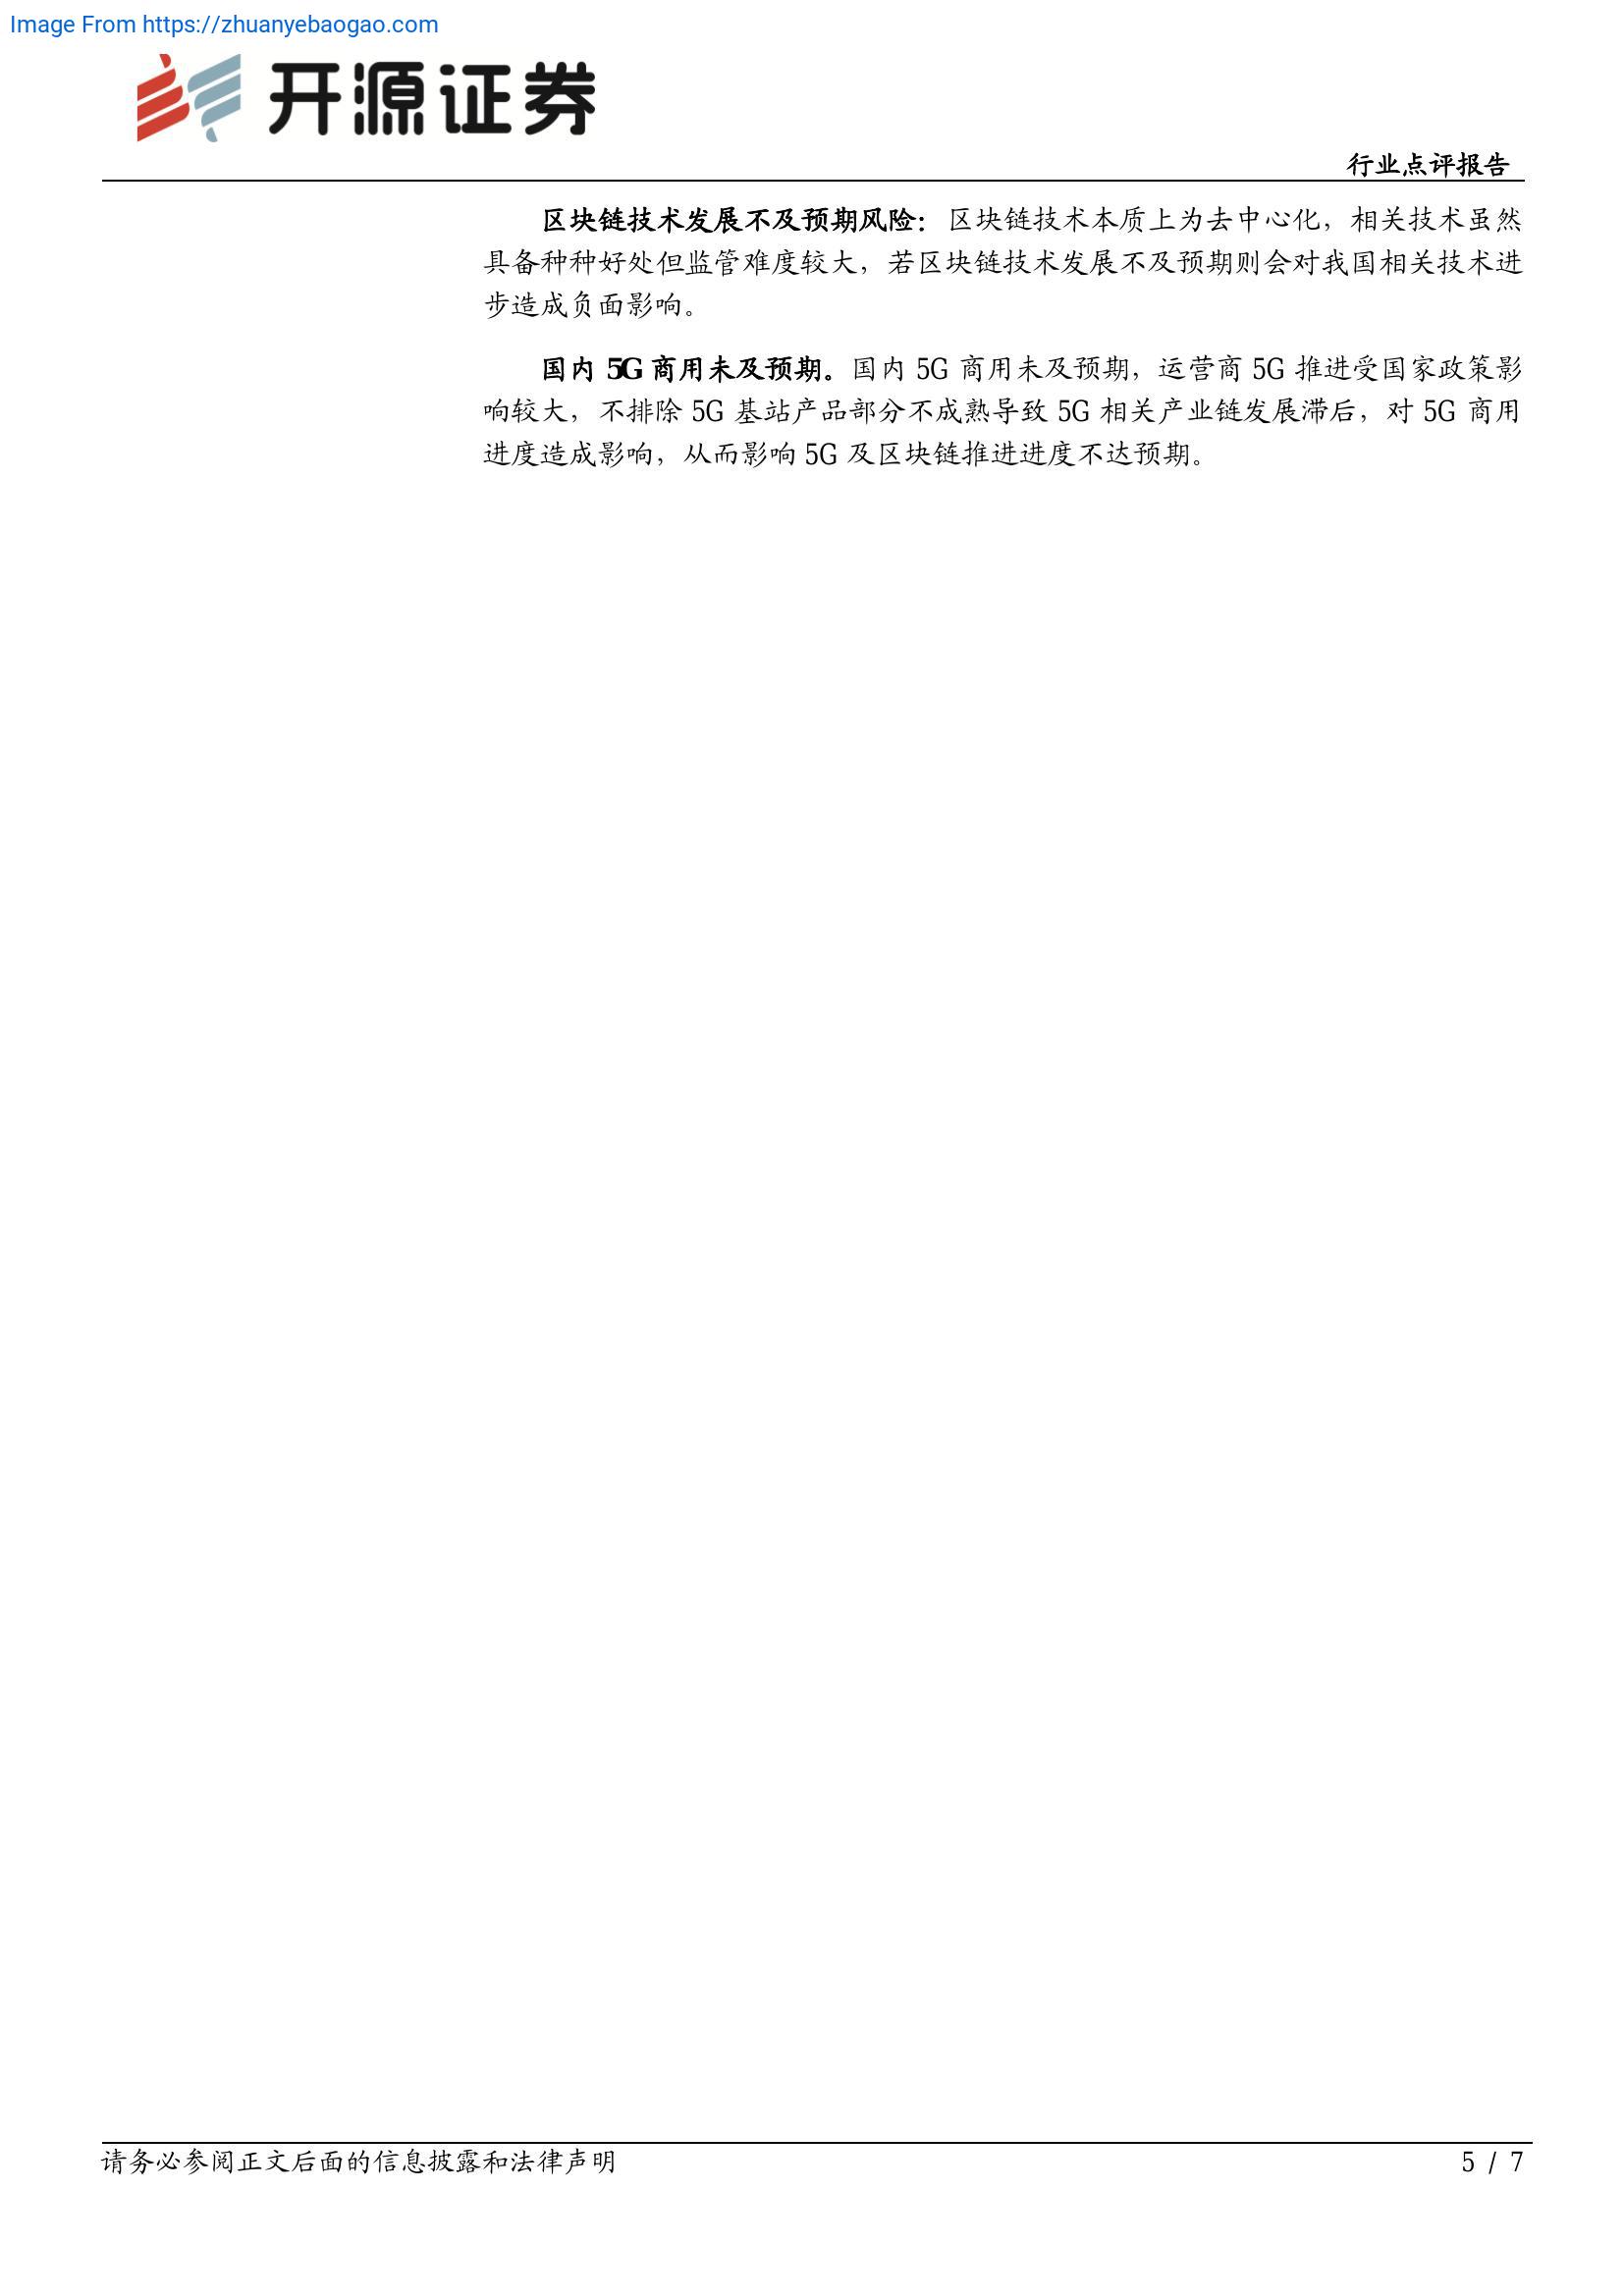 Image From https://zhuanyebaogao.com
开源证券
行业点评报告
区块链技术发展不及预期风险：区块链技术本质上为去中心化，相关技术虽然
具备种种好处但监管难度较大，若区块链技术发展不及预期则会对我国相关技术进
步造成负面影响。
国内 5G 商用未及预期。国内 5G 商用未及预期，运营商 5G 推进受国家政策影
响较大，不排除 5G 基站产品部分不成熟导致 5G 相关产业链发展滞后，对 5G 商用
进度造成影响，从而影响 5G 及区块链推进进度不达预期。
请务必参阅正文后面的信息披露和法律声明
5 / 7